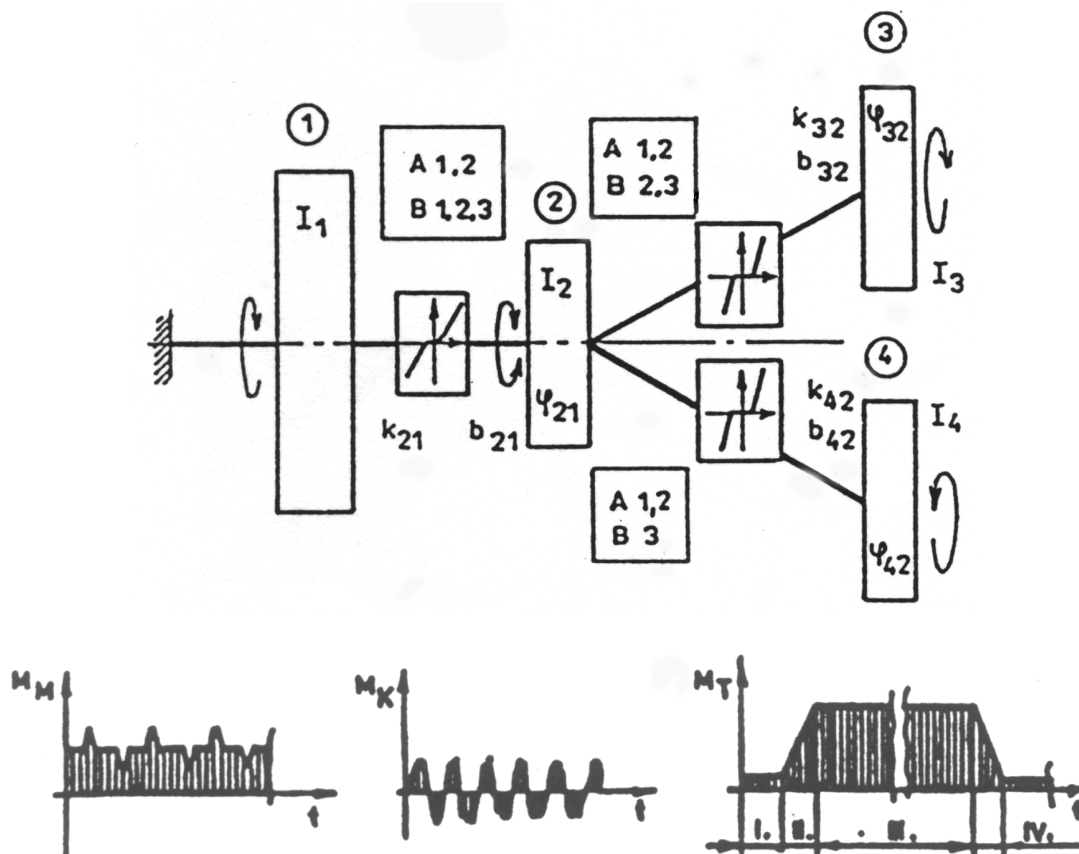 3
1
2
A 1,2
B 1,2,3
A 1,2
B 2,3
k32
b32
φ32
I1
I2
I3
4
k21
b21
φ21
k42
b42
I4
A 1,2
B 3
φ42
MM
t
MK
t
MT
t
I. II. III. IV.